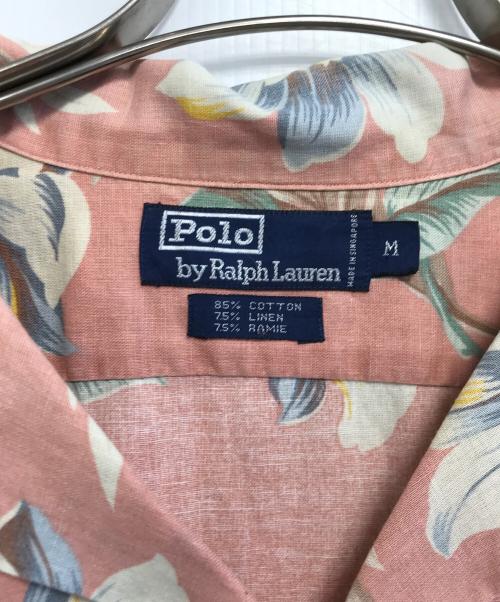 Polo
by Ralph Lauren
MADE IN SINGAPORE
M
85% COTTON
7.5% LINEN
7.5% RAMIE